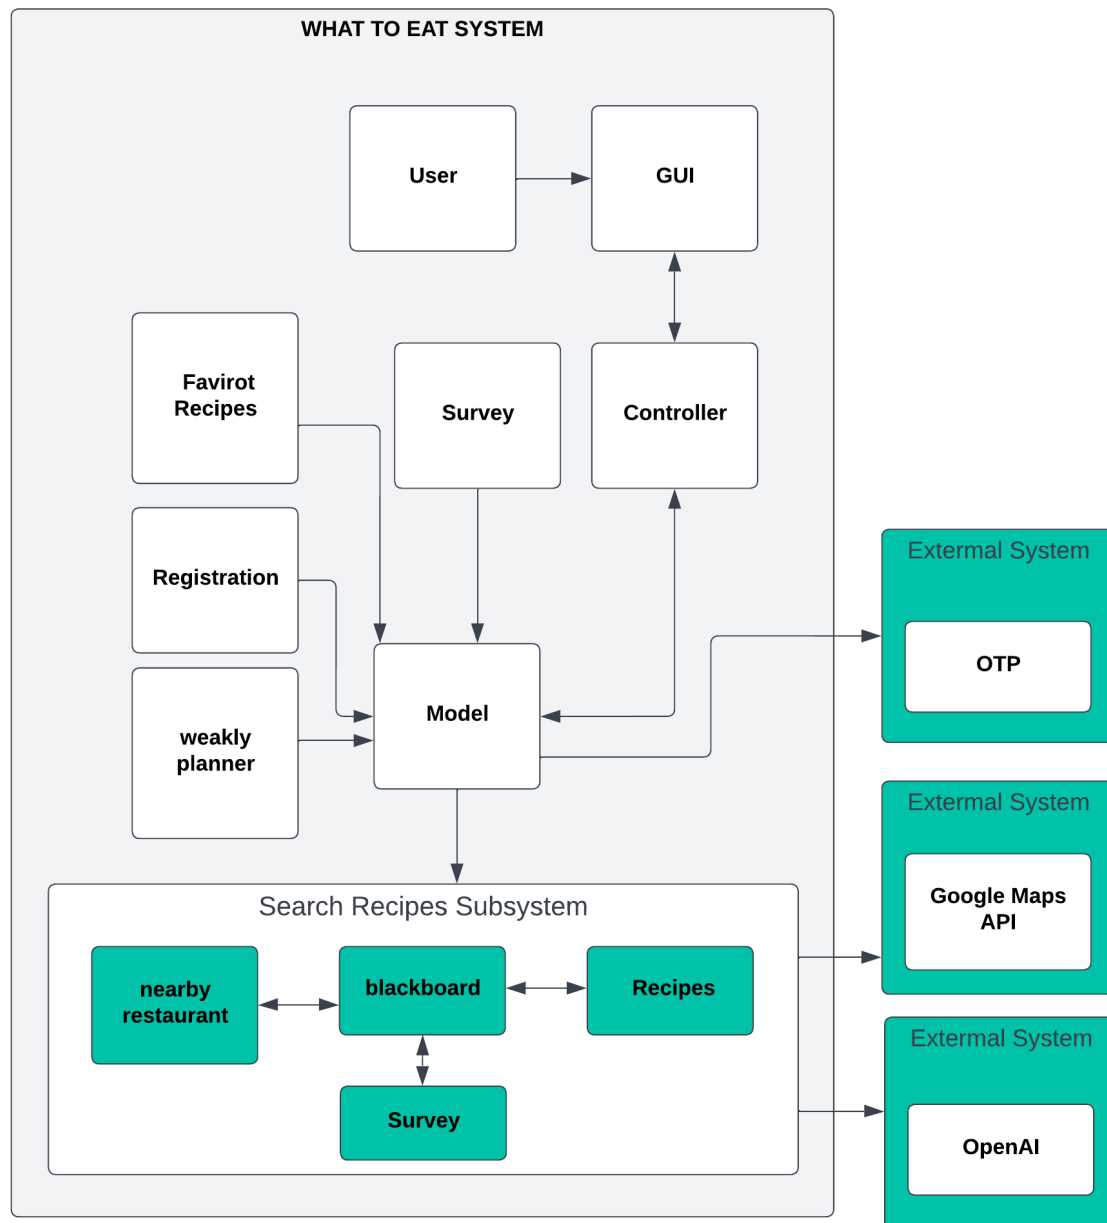 WHAT TO EAT SYSTEM
User
GUI
Favirot
Recipes
Survey
Controller
Registration
Extermal System
OTP
Model
weakly
planner
Extermal System
Google Maps
API
Search Recipes Subsystem
nearby
restaurant
blackboard
Recipes
Survey
Extermal System
OpenAI